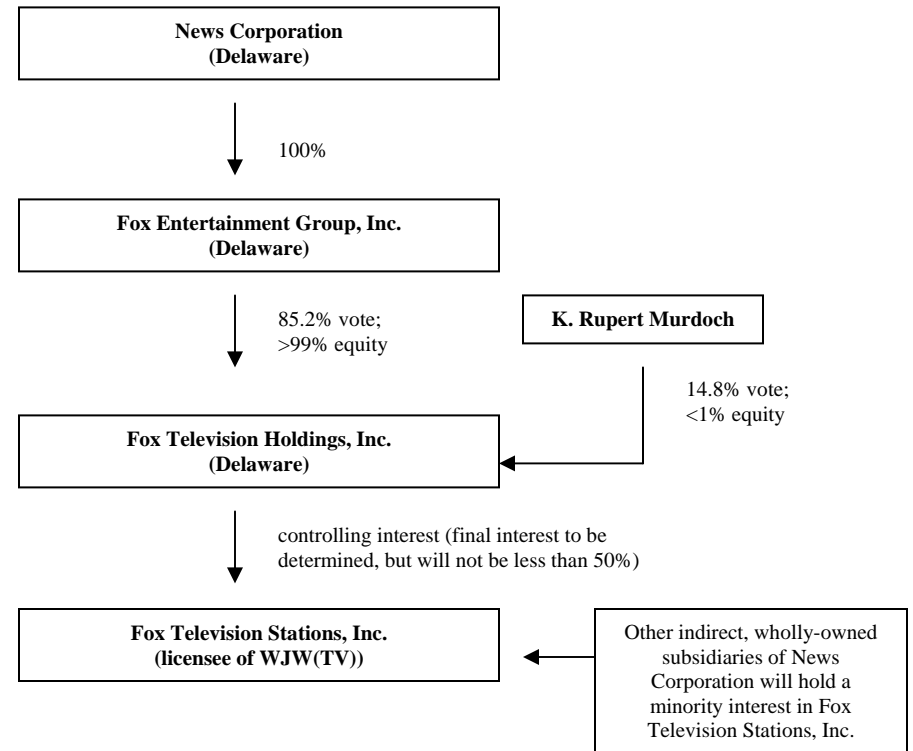 News Corporation
(Delaware)
100%
Fox Entertainment Group, Inc.
(Delaware)
85.2% vote;
>99% equity
K. Rupert Murdoch
14.8% vote;
<1% equity
Fox Television Holdings, Inc.
(Delaware)
controlling interest (final interest to be
determined, but will not be less than 50%)
Fox Television Stations, Inc.
(licensee of WJW(TV))
Other indirect, wholly-owned
subsidiaries of News
Corporation will hold a
minority interest in Fox
Television Stations, Inc.